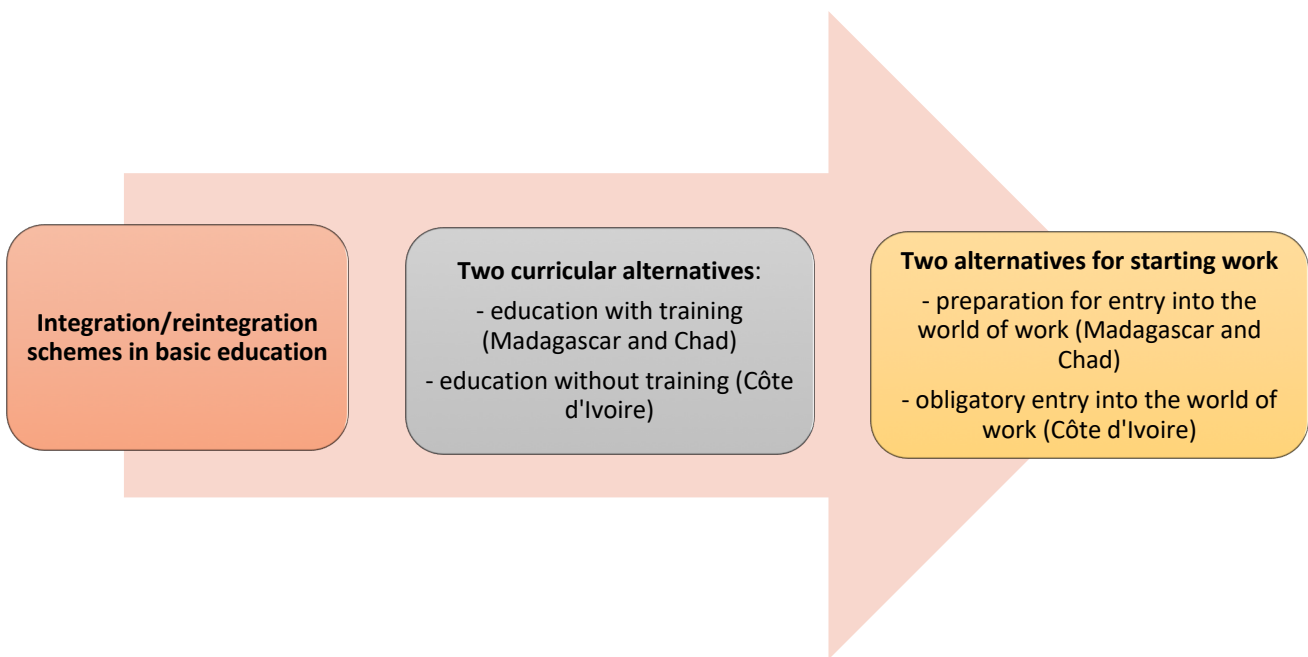 Integration/reintegration
schemes in basic education
Two curricular alternatives:
- education with training
(Madagascar and Chad)
- education without training (Côte
d'Ivoire)
Two alternatives for starting work
- preparation for entry into the
world of work (Madagascar and
Chad)
- obligatory entry into the world of
work (Côte d'Ivoire)